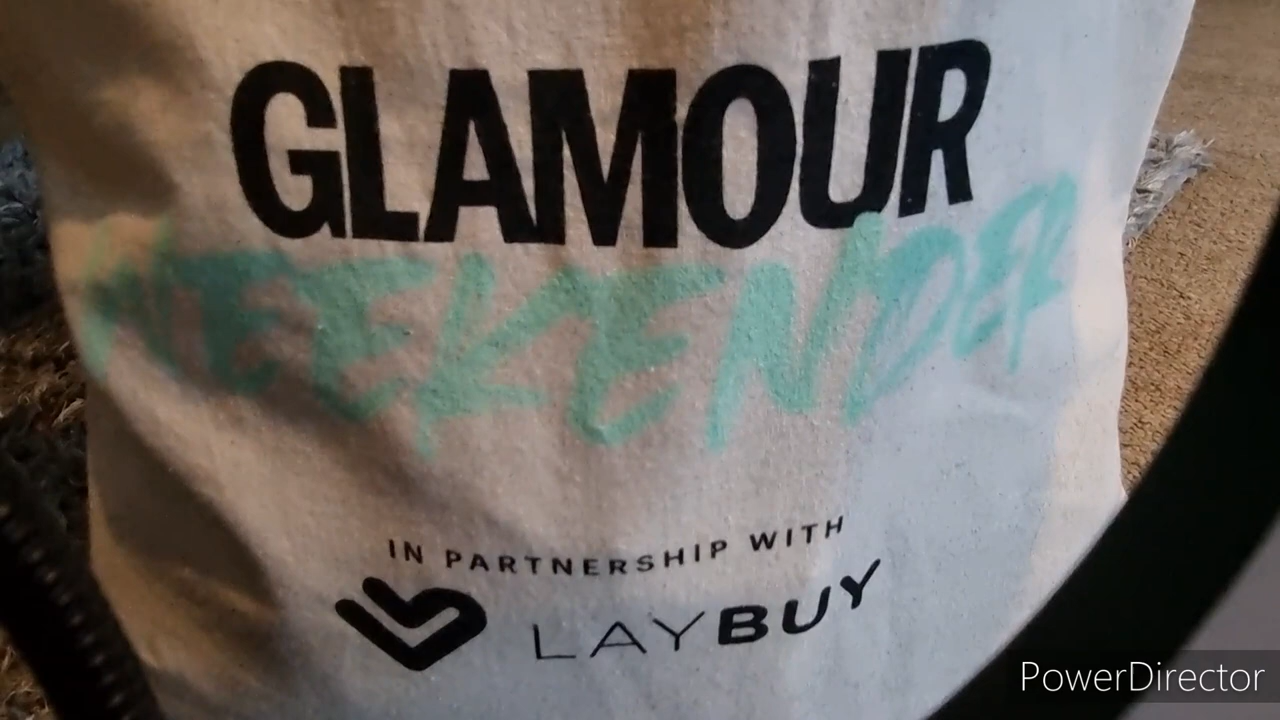 GLAMOUR
WEEKENDER
IN PARTNERSHIP WITH
LAYBUY
PowerDirector